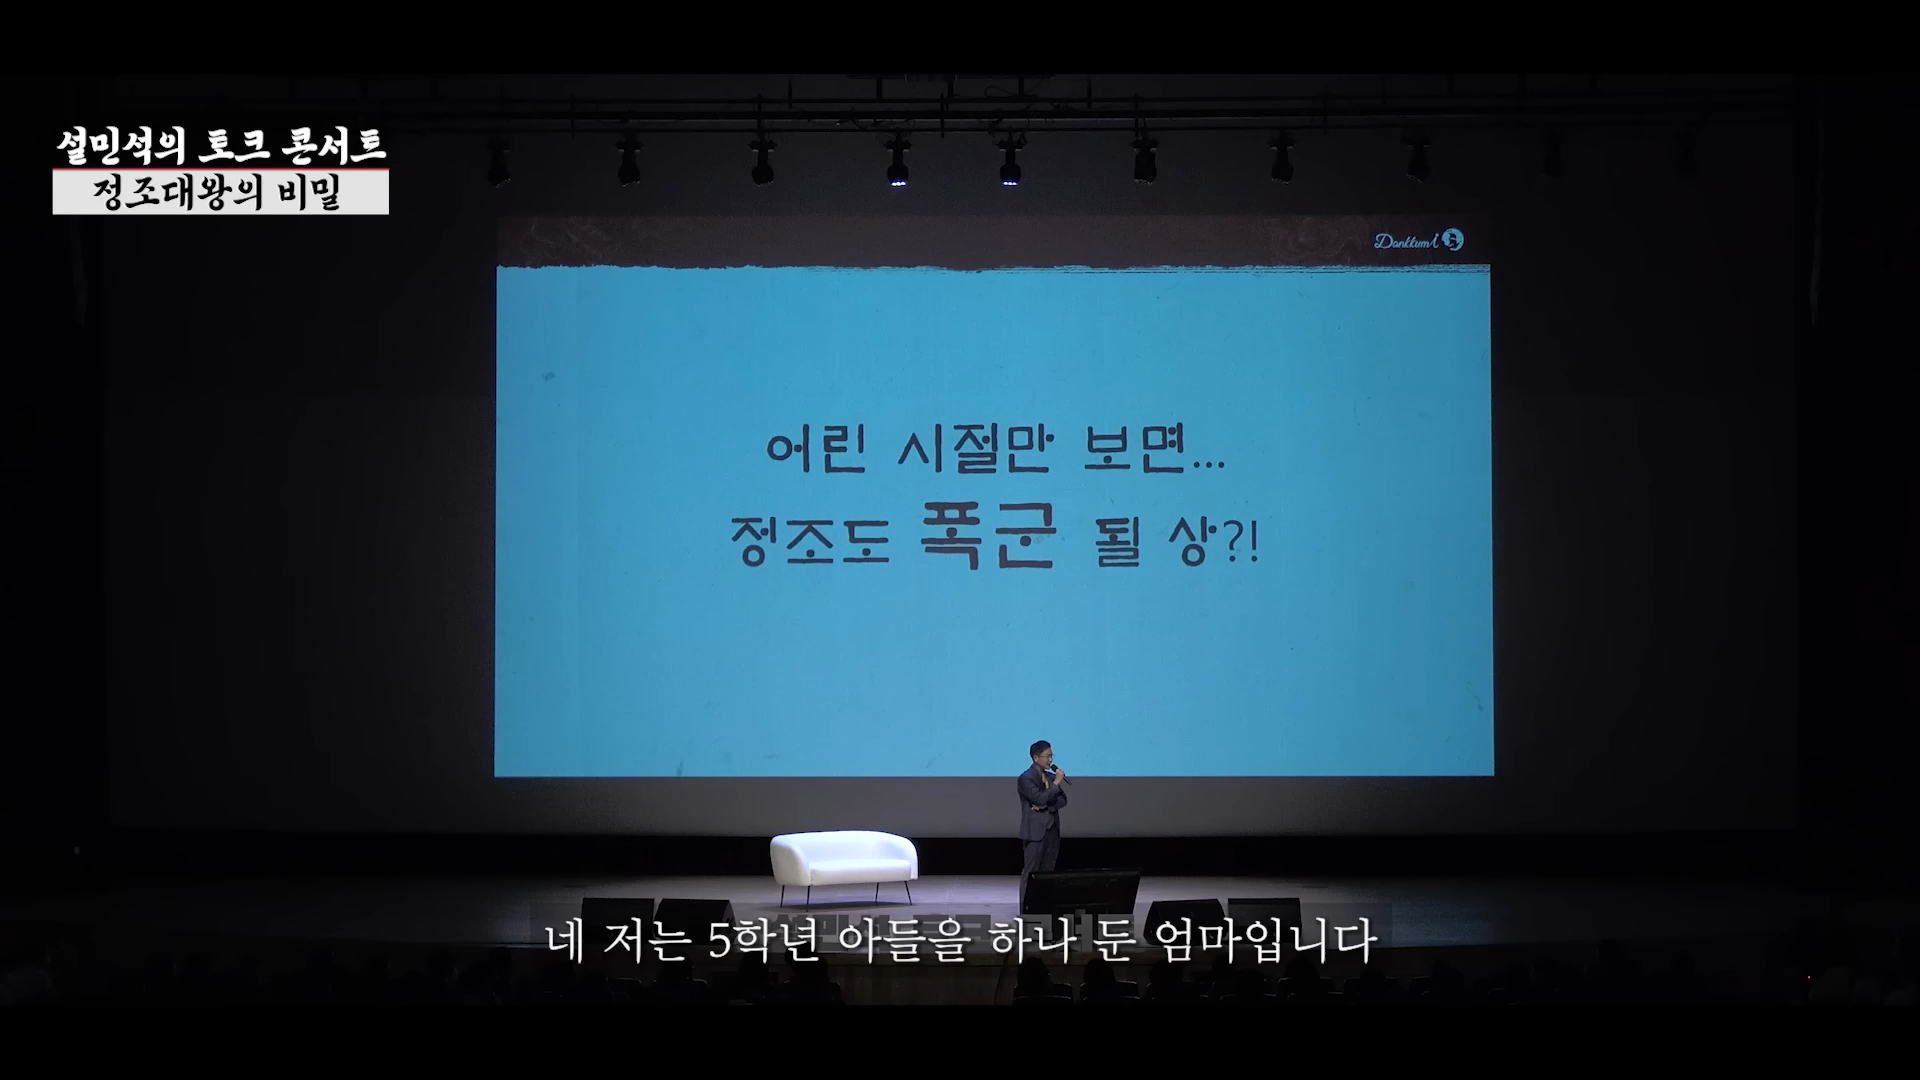 설민석의 토크 콘서트
정조대왕의 비밀
Dankkumi
어린 시절만 보면...
정조도 폭군 될 상?!
네 저는 5학년 아들을 하나 둔 엄마입니다